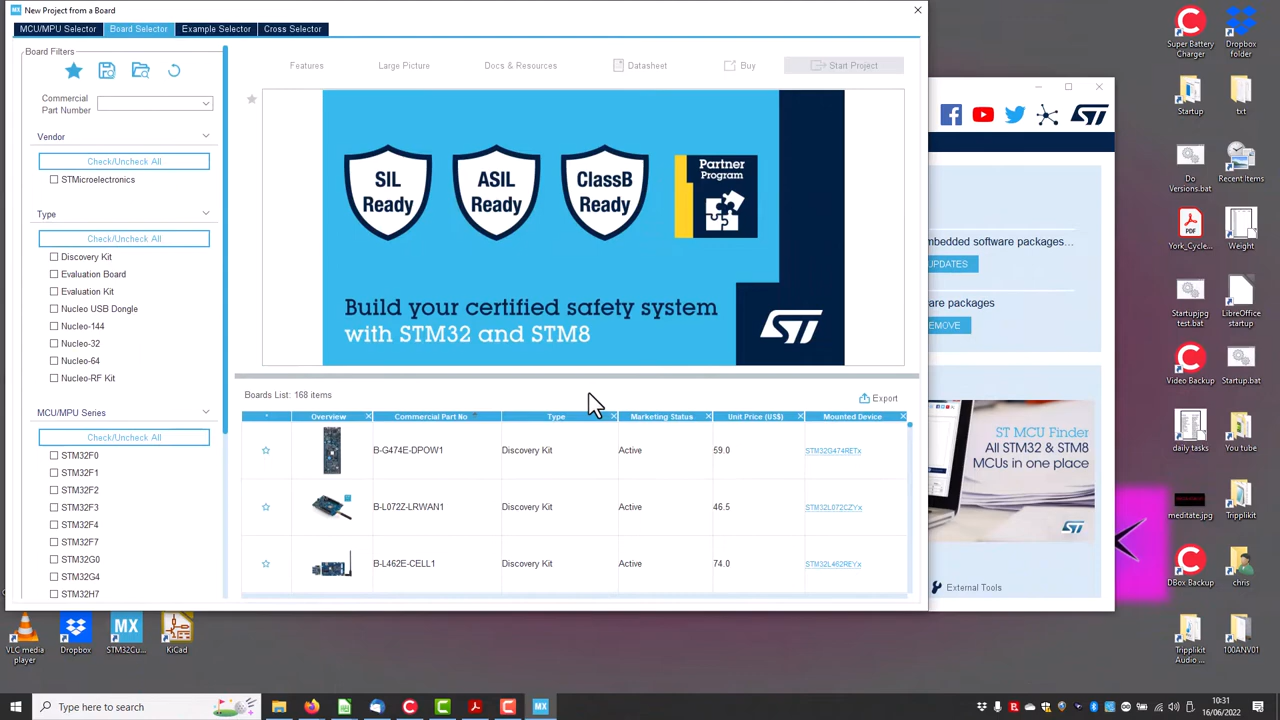 New Project from a Board
MCU/MPU Selector
Board Selector
Example Selector
Cross Selector
Board Filters
Commercial
Part Number
Vendor
Check/Uncheck All
STMicroelectronics
Type
Check/Uncheck All
Discovery Kit
Evaluation Board
Evaluation Kit
Nucleo USB Dongle
Nucleo-144
Nucleo-32
Nucleo-64
Nucleo-RF Kit
MCU/MPU Series
Check/Uncheck All
STM32F0
STM32F1
STM32F2
STM32F3
STM32F4
STM32F7
STM32G0
STM32G4
STM32H7
Features
Large Picture
Docs & Resources
Datasheet
Buy
Start Project
SIL
Ready
ASIL
Ready
ClassB
Ready
Partner
Program
Build your certified safety system
with STM32 and STM8
ST
Boards List: 168 items
Export
* Overview Commercial Part No Type Marketing Status Unit Price (US$) Mounted Device
B-G474E-DPOW1 Discovery Kit Active 59.0 STM32G474RETx
B-L072Z-LRWAN1 Discovery Kit Active 46.5 STM32L072CZYx
B-L462E-CELL1 Discovery Kit Active 74.0 STM32L462REYx
ST
mbedded software packages...
UPDATES
are packages
EMOVE
ST MCU Finder
All STM32 & STM8
MCUs in one place
ST
External Tools
Super Battery
Charger
Dropbox
Folder
Startup
txt
Do
Versions.bat
Recent Items
PDF
York_Cycle...
Weight
Startupjpg
test.bat
LibreOffice
startup
Video Backup
Start.bat
daily tasks
You tube
meditate.jpg
Tripplkit
DBox Backup
chris
Tripplikit
Audio ...
100ANV01
VLC media
player
Dropbox
MX
STM32Cu...
KiCad
Type here to search
MX
10:31
16/06/2022